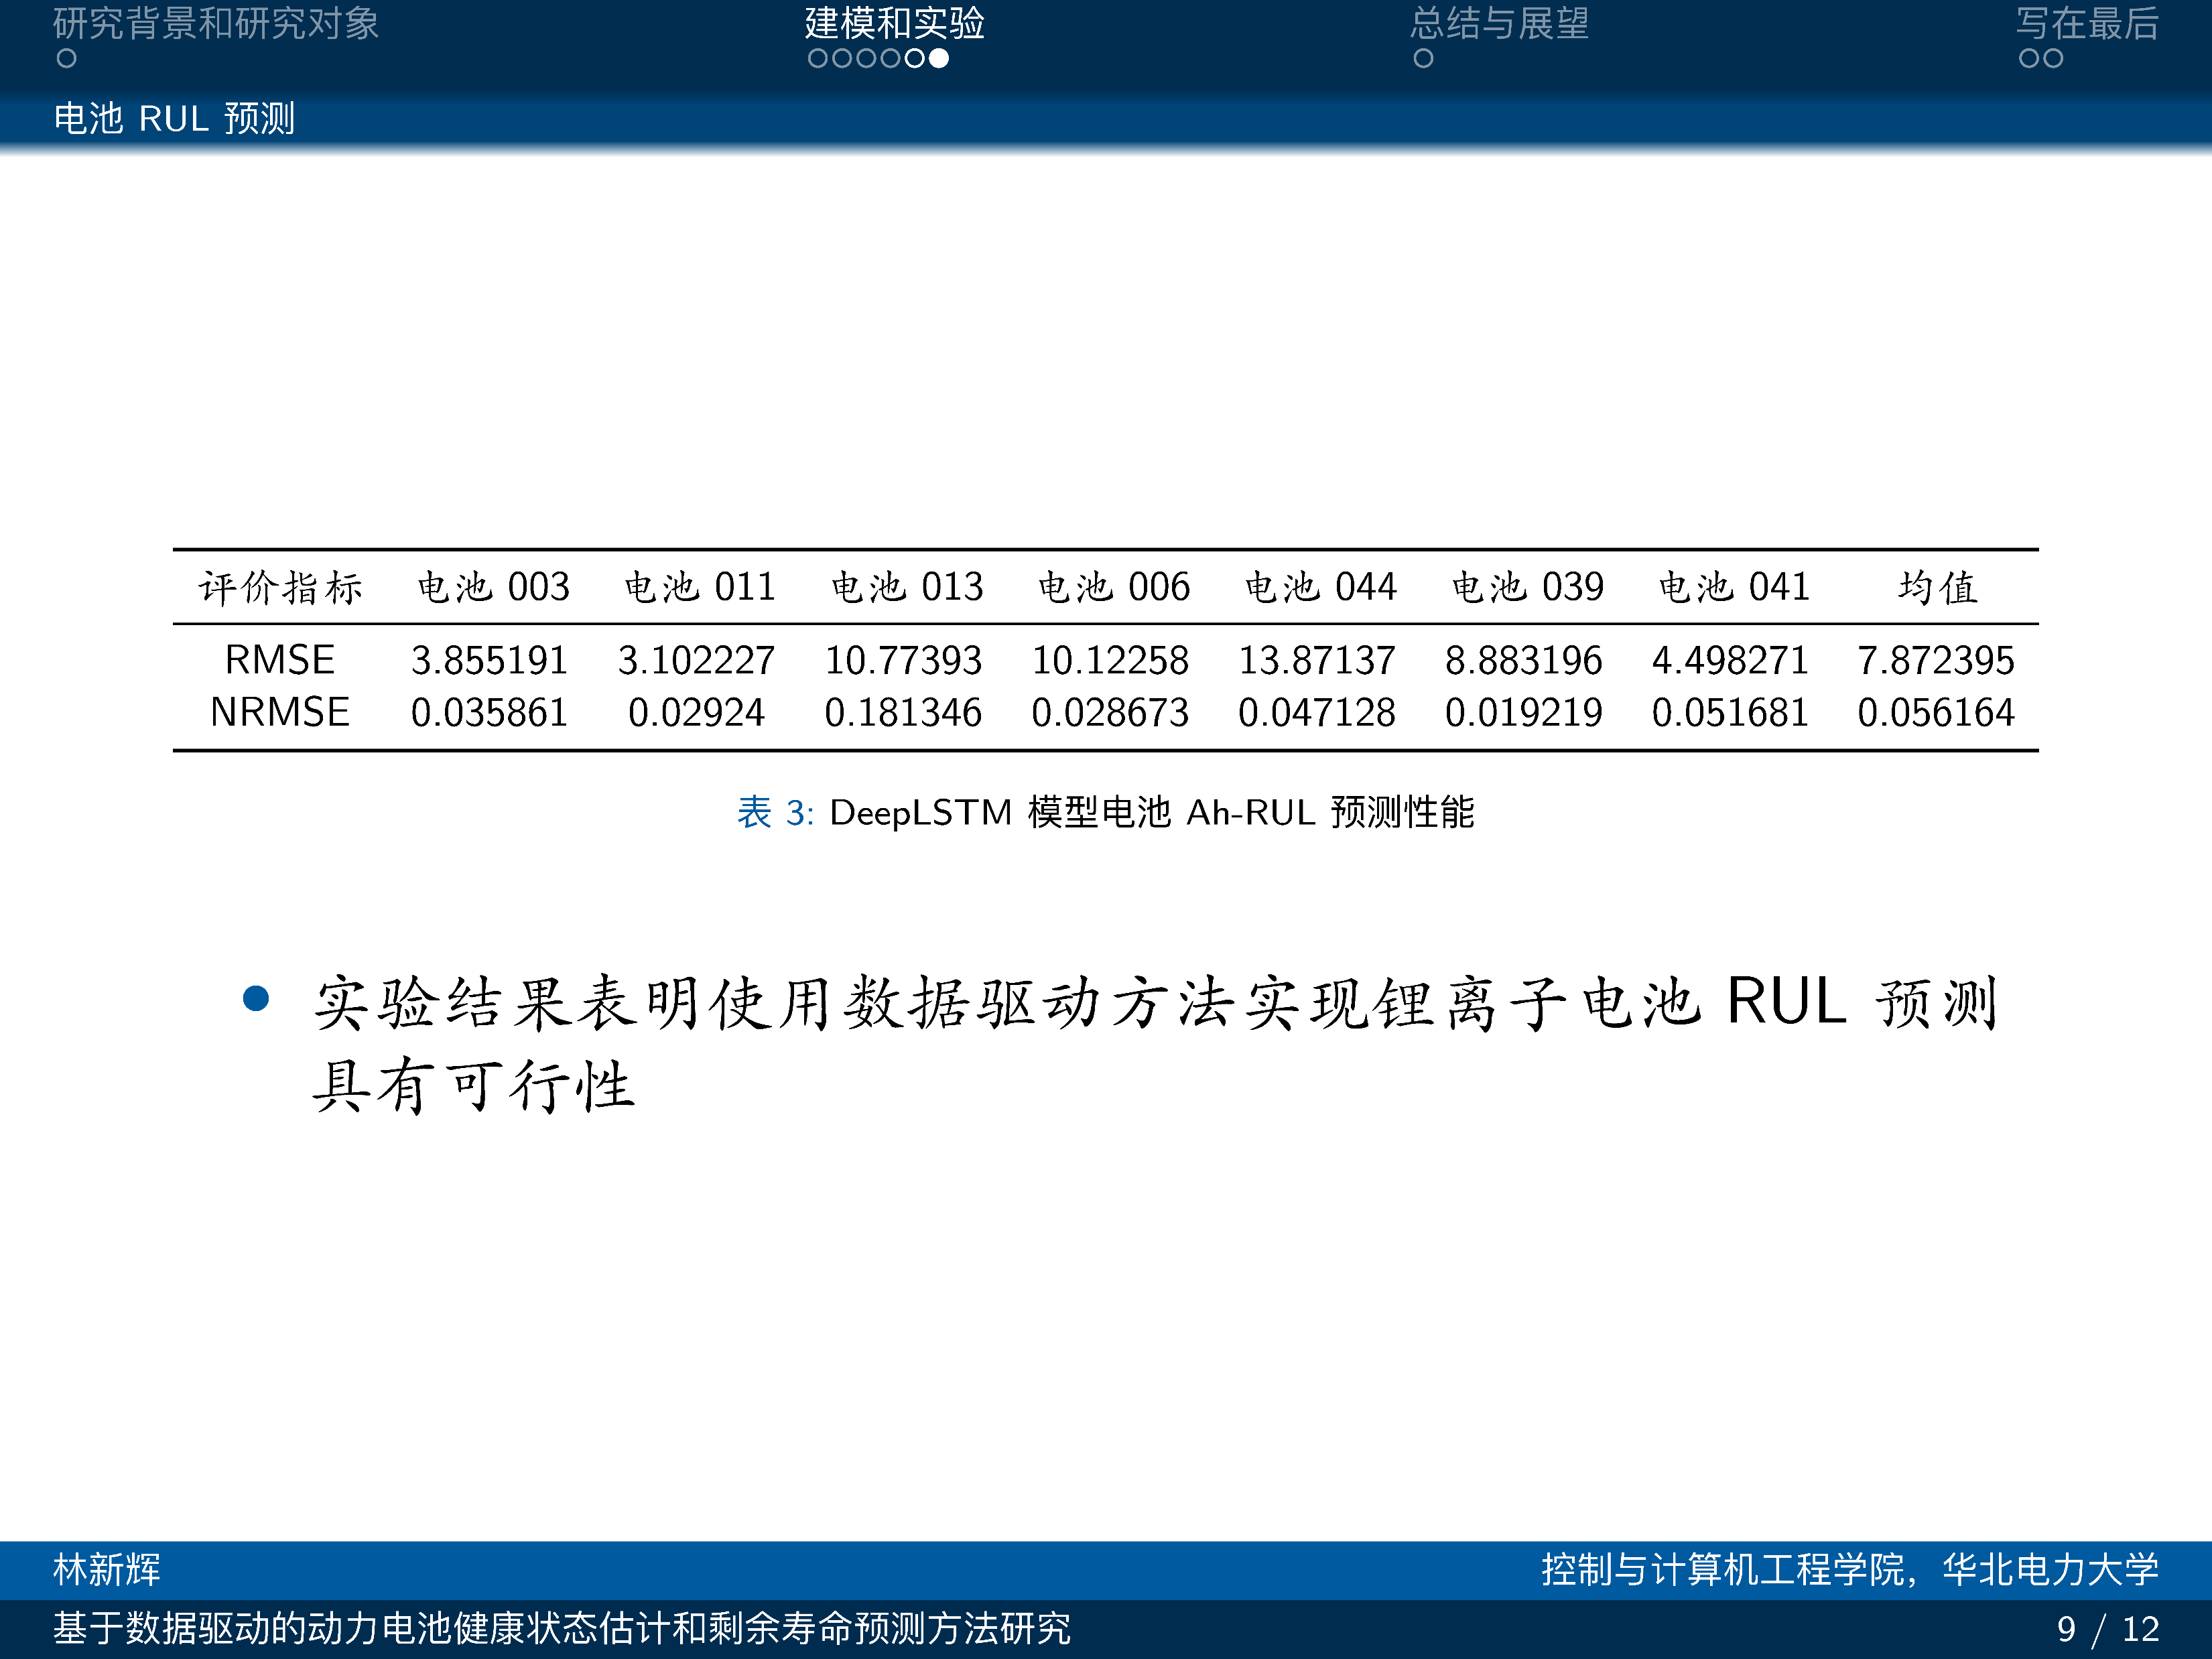 研究背景和研究对象 建模和实验 总结与展望 写在最后
电池 RUL 预测
评价指标 电池 003 电池 011 电池 013 电池 006 电池 044 电池 039 电池 041 均值
RMSE 3.855191 3.102227 10.77393 10.12258 13.87137 8.883196 4.498271 7.872395
NRMSE 0.035861 0.02924 0.181346 0.028673 0.047128 0.019219 0.051681 0.056164
表 3: DeepLSTM 模型电池 Ah-RUL 预测性能
• 实验结果表明使用数据驱动方法实现锂离子电池 RUL 预测
具有可行性
林新辉 控制与计算机工程学院，华北电力大学
基于数据驱动的动力电池健康状态估计和剩余寿命预测方法研究 9 / 12